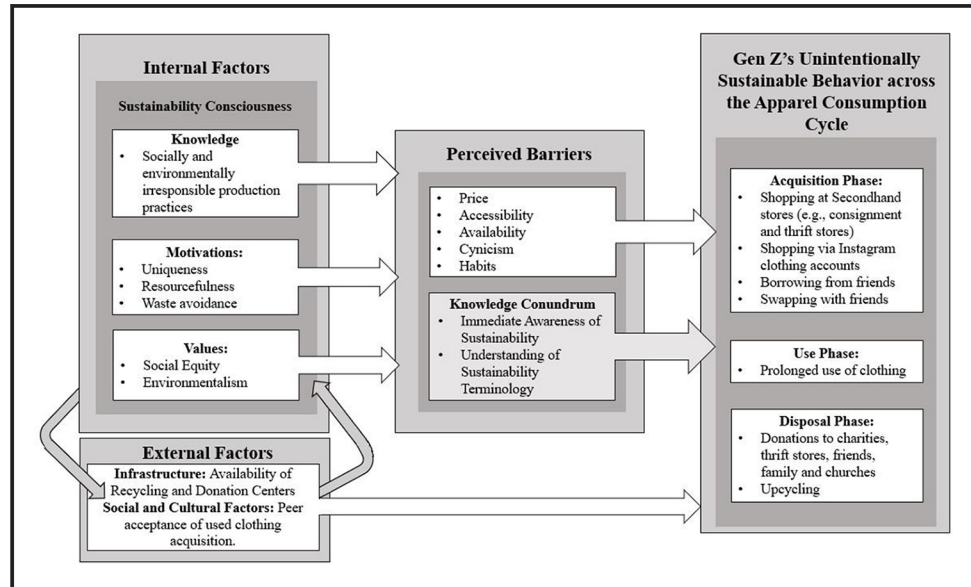 Internal Factors
Sustainability Consciousness
Knowledge
• Socially and
environmentally
irresponsible production
practices
Motivations:
• Uniqueness
• Resourcefulness
• Waste avoidance
Values:
• Social Equity
• Environmentalism
External Factors
Infrastructure: Availability of
Recycling and Donation Centers
Social and Cultural Factors: Peer
acceptance of used clothing
acquisition.
Perceived Barriers
• Price
• Accessibility
• Availability
• Cynicism
• Habits
Knowledge Conundrum
• Immediate Awareness of
Sustainability
• Understanding of
Sustainability
Terminology
Gen Z's Unintentionally
Sustainable Behavior across
the Apparel Consumption
Cycle
Acquisition Phase:
• Shopping at Secondhand
stores (e.g., consignment
and thrift stores)
• Shopping via Instagram
clothing accounts
• Borrowing from friends
• Swapping with friends
Use Phase:
• Prolonged use of clothing
Disposal Phase:
• Donations to charities,
thrift stores, friends,
family and churches
• Upcycling